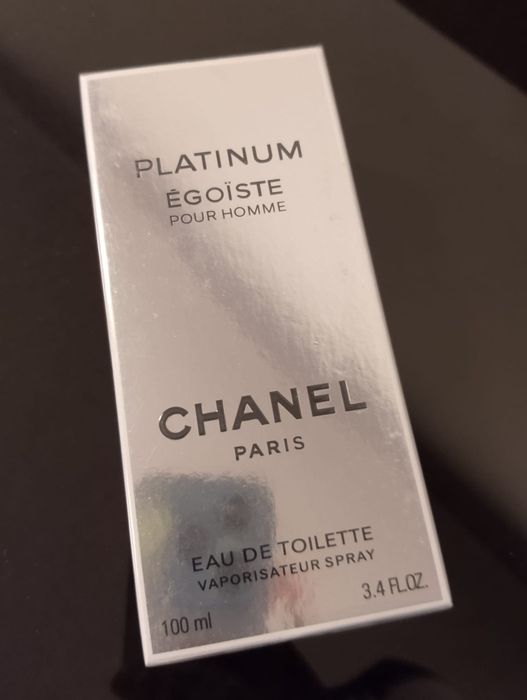 PLATINUM
ÉGOÏSTE
POUR HOMME
CHANEL
PARIS
EAU DE TOILETTE
VAPORISATEUR SPRAY
100 ml 3.4 FL.OZ.